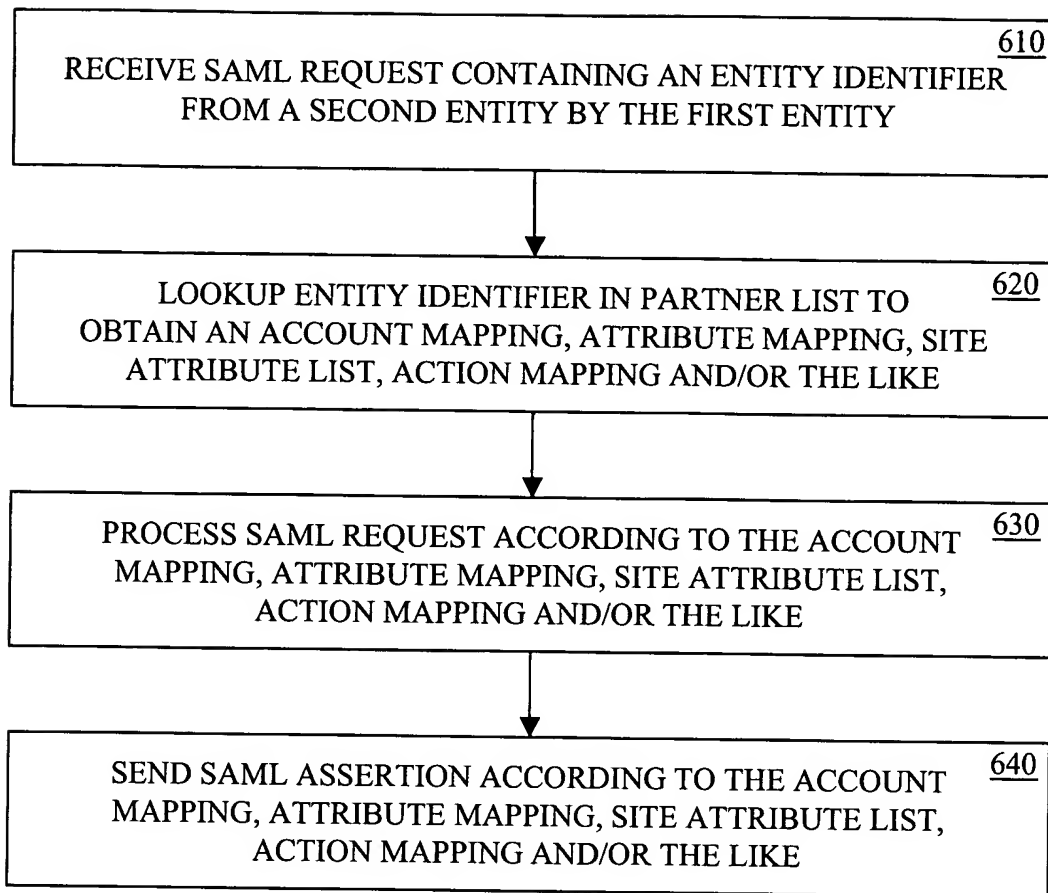 610
RECEIVE SAML REQUEST CONTAINING AN ENTITY IDENTIFIER
FROM A SECOND ENTITY BY THE FIRST ENTITY
620
LOOKUP ENTITY IDENTIFIER IN PARTNER LIST TO
OBTAIN AN ACCOUNT MAPPING, ATTRIBUTE MAPPING, SITE
ATTRIBUTE LIST, ACTION MAPPING AND/OR THE LIKE
630
PROCESS SAML REQUEST ACCORDING TO THE ACCOUNT
MAPPING, ATTRIBUTE MAPPING, SITE ATTRIBUTE LIST,
ACTION MAPPING AND/OR THE LIKE
640
SEND SAML ASSERTION ACCORDING TO THE ACCOUNT
MAPPING, ATTRIBUTE MAPPING, SITE ATTRIBUTE LIST,
ACTION MAPPING AND/OR THE LIKE